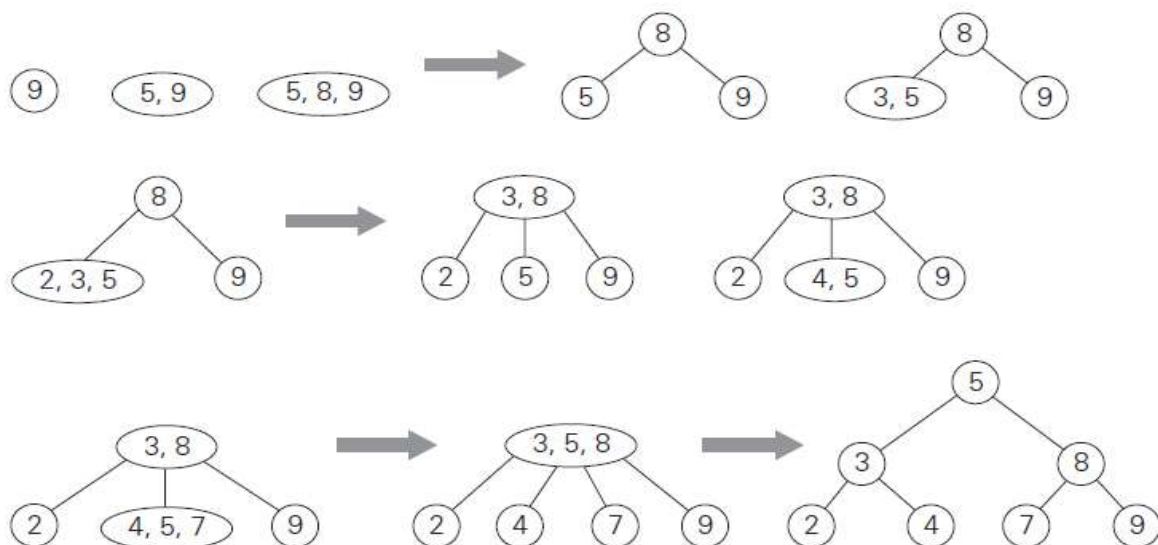 8 8
9 5, 9 5, 8, 9 5 9 3, 5 9
8 3, 8 3, 8
2, 3, 5 9 2 5 9 2 4, 5 9
5
3, 8 3, 5, 8 3 8
2 4, 5, 7 9 2 4 7 9 2 4 7 9